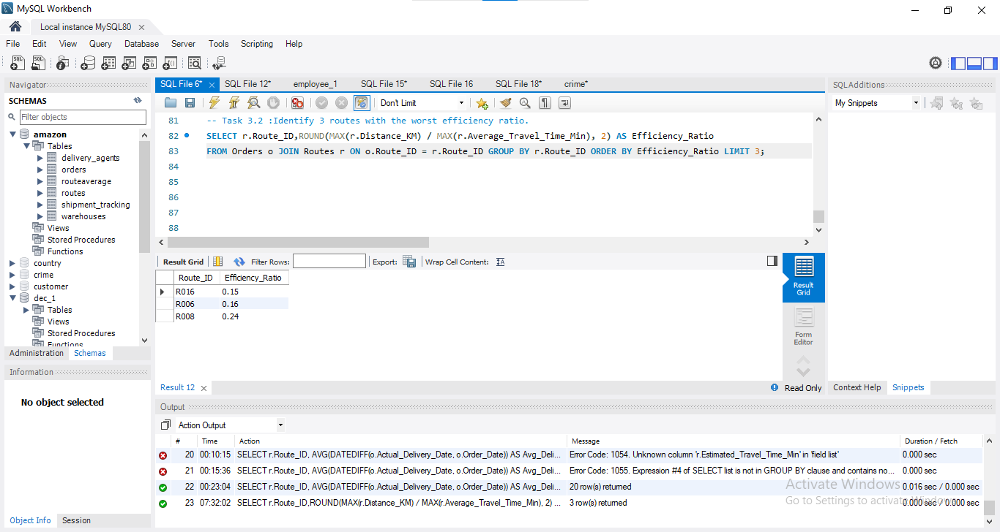 MySQL Workbench
Local instance MySQL80
File Edit View Query Database Server Tools Scripting Help
Navigator
SCHEMAS
Filter objects
amazon
Tables
delivery_agents
orders
routeaverage
routes
shipment_tracking
warehouses
Views
Stored Procedures
Functions
country
crime
customer
dec_1
Tables
Views
Stored Procedures
Functions
Administration Schemas
Information
No object selected
Object Info Session
SQL File 6* SQL File 12* employee_1 SQL File 15* SQL File 16 SQL File 18* crime*
Don't Limit
81 -- Task 3.2 :Identify 3 routes with the worst efficiency ratio.
82 SELECT r.Route_ID,ROUND(MAX(r.Distance_KM) / MAX(r.Average_Travel_Time_Min), 2) AS Efficiency_Ratio
83 FROM Orders o JOIN Routes r ON o.Route_ID = r.Route_ID GROUP BY r.Route_ID ORDER BY Efficiency_Ratio LIMIT 3;
84
85
86
87
88
Result Grid Filter Rows: Export: Wrap Cell Content:
Route_ID Efficiency_Ratio
R016 0.15
R006 0.16
R008 0.24
Result Grid
Form Editor
Result 12
Read Only
SQLAdditions
My Snippets
Context Help Snippets
Output
Action Output
# Time Action Message Duration / Fetch
20 00:10:15 SELECT r.Route_ID, AVG(DATEDIFF(o.Actual_Delivery_Date, o.Order_Date)) AS Avg_Deli... Error Code: 1054. Unknown column 'r.Estimated_Travel_Time_Min' in 'field list' 0.000 sec
21 00:15:36 SELECT r.Route_ID, AVG(DATEDIFF(o.Actual_Delivery_Date, o.Order_Date)) AS Avg_Deli... Error Code: 1055. Expression #4 of SELECT list is not in GROUP BY clause and contains no... 0.000 sec
22 00:23:04 SELECT r.Route_ID, AVG(DATEDIFF(o.Actual_Delivery_Date, o.Order_Date)) AS Avg_Deli... 20 row(s) returned 0.016 sec / 0.000 sec
23 07:32:02 SELECT r.Route_ID,ROUND(MAX(r.Distance_KM) / MAX(r.Average_Travel_Time_Min), 2) ... 3 row(s) returned 0.000 sec / 0.000 sec
Activate Windows
Go to Settings to activate Windows.